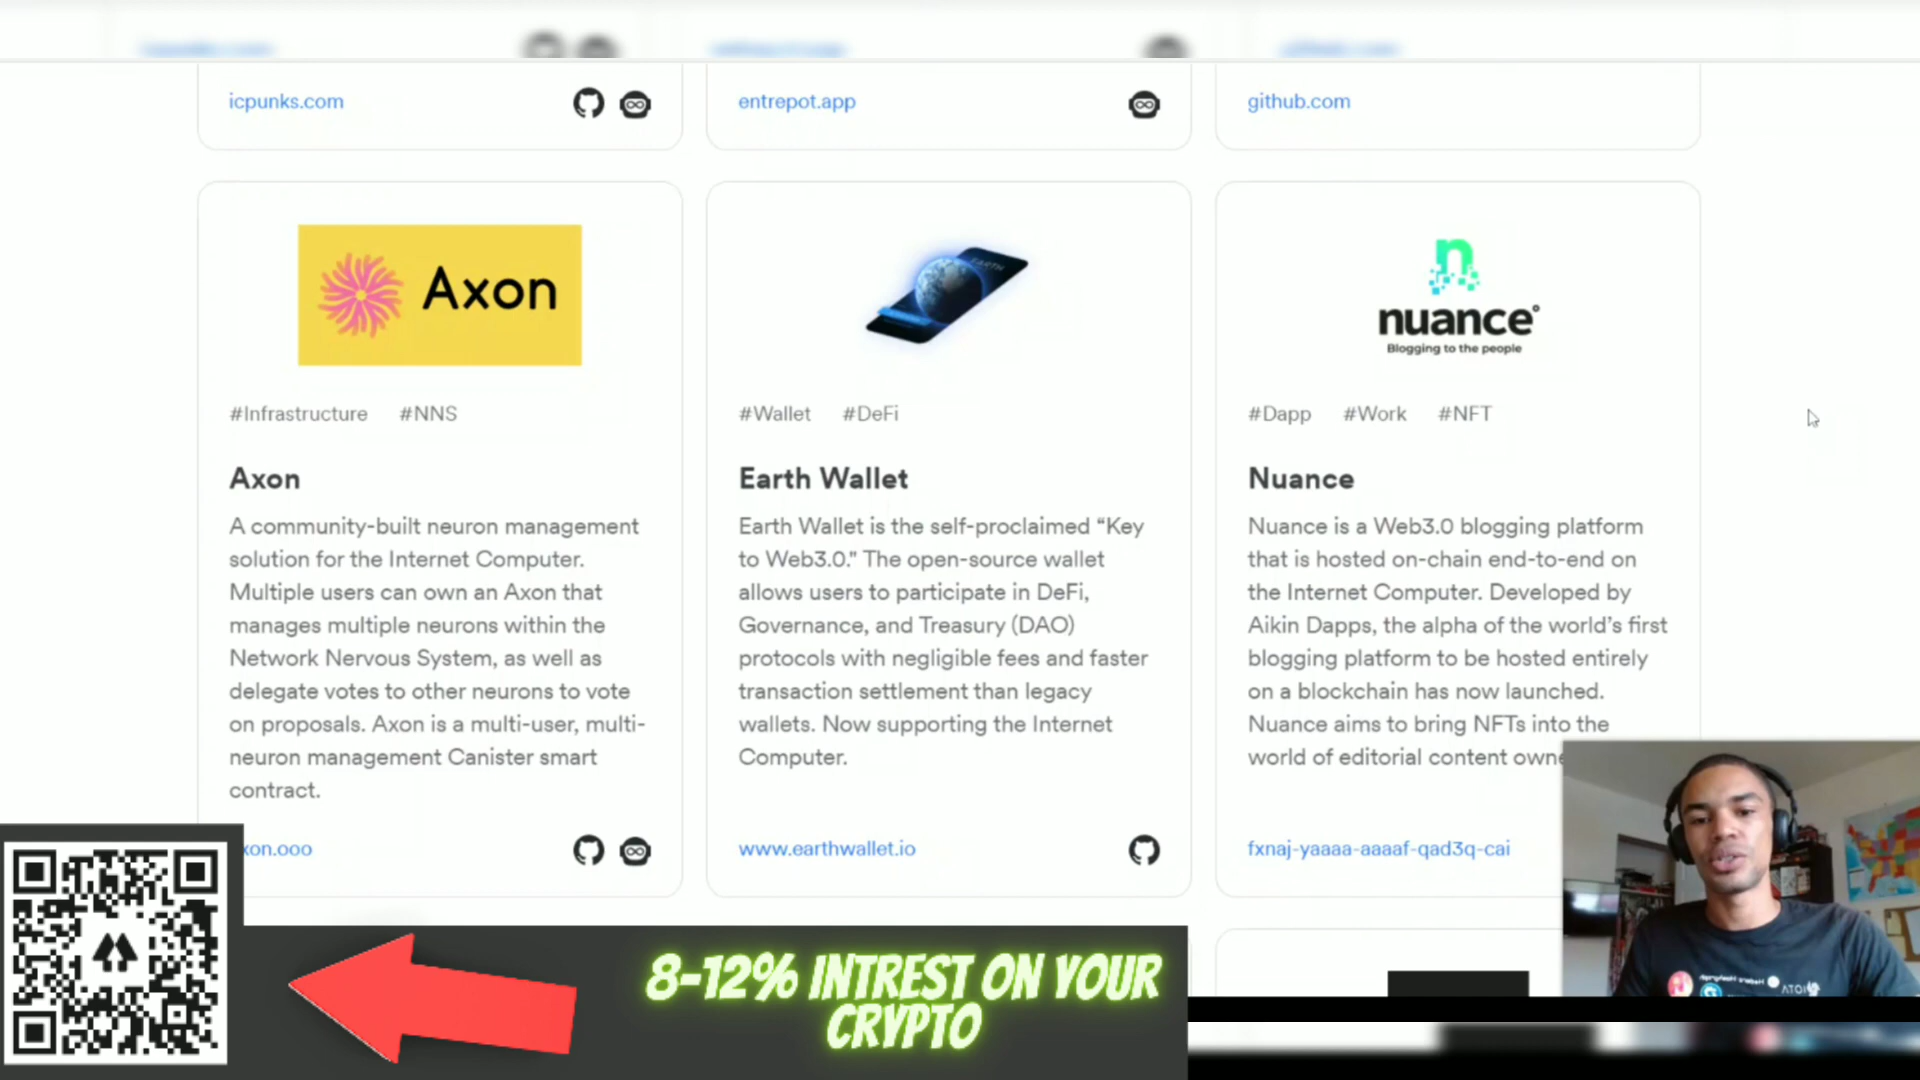 icpunks.com
entrepot.app
github.com
Axon
EARTH
n
nuance°
Blogging to the people
#Infrastructure #NNS
#Wallet #DeFi
#Dapp #Work #NFT
Axon
A community-built neuron management
solution for the Internet Computer.
Multiple users can own an Axon that
manages multiple neurons within the
Network Nervous System, as well as
delegate votes to other neurons to vote
on proposals. Axon is a multi-user, multi-
neuron management Canister smart
contract.
xon.ooo
Earth Wallet
Earth Wallet is the self-proclaimed “Key
to Web3.0." The open-source wallet
allows users to participate in DeFi,
Governance, and Treasury (DAO)
protocols with negligible fees and faster
transaction settlement than legacy
wallets. Now supporting the Internet
Computer.
www.earthwallet.io
Nuance
Nuance is a Web3.0 blogging platform
that is hosted on-chain end-to-end on
the Internet Computer. Developed by
Aikin Dapps, the alpha of the world’s first
blogging platform to be hosted entirely
on a blockchain has now launched.
Nuance aims to bring NFTs into the
world of editorial content owne
fxnaj-yaaaa-aaaaf-qad3q-cai
8-12% INTREST ON YOUR
CRYPTO